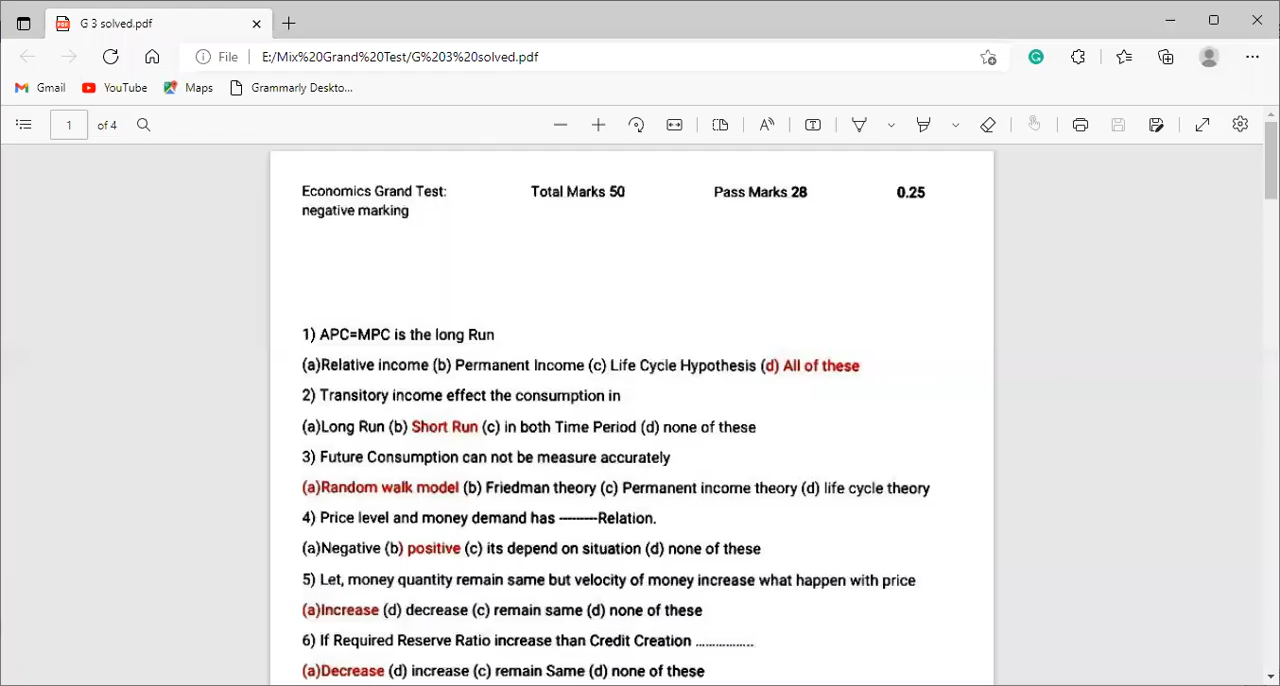 G 3 solved.pdf
File
E:/Mix%20Grand%20Test/G%203%20solved.pdf
Gmail YouTube Maps Grammarly Deskto...
1 of 4
Economics Grand Test: Total Marks 50 Pass Marks 28 0.25
negative marking
1) APC=MPC is the long Run
(a)Relative income (b) Permanent Income (c) Life Cycle Hypothesis (d) All of these
2) Transitory income effect the consumption in
(a)Long Run (b) Short Run (c) in both Time Period (d) none of these
3) Future Consumption can not be measure accurately
(a)Random walk model (b) Friedman theory (c) Permanent income theory (d) life cycle theory
4) Price level and money demand has ---------Relation.
(a)Negative (b) positive (c) its depend on situation (d) none of these
5) Let, money quantity remain same but velocity of money increase what happen with price
(a)Increase (d) decrease (c) remain same (d) none of these
6) If Required Reserve Ratio increase than Credit Creation ................
(a)Decrease (d) increase (c) remain Same (d) none of these